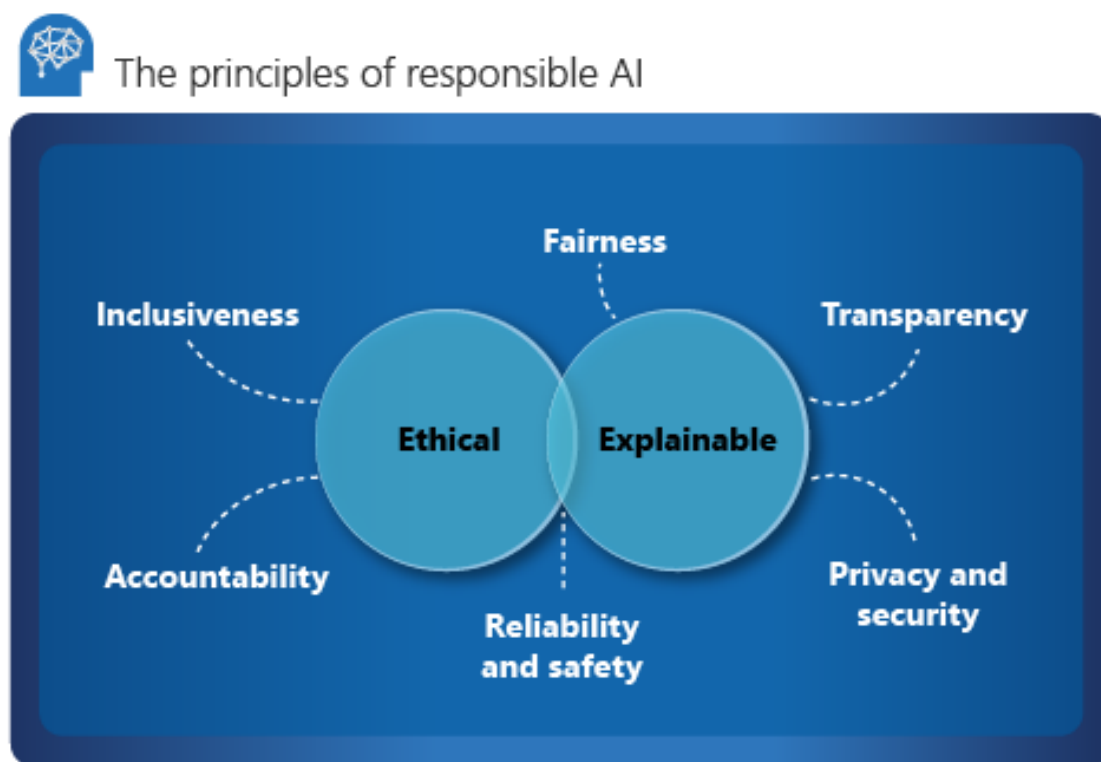 The principles of responsible AI
Fairness
Inclusiveness
Transparency
Ethical
Explainable
Accountability
Privacy and
security
Reliability
and safety